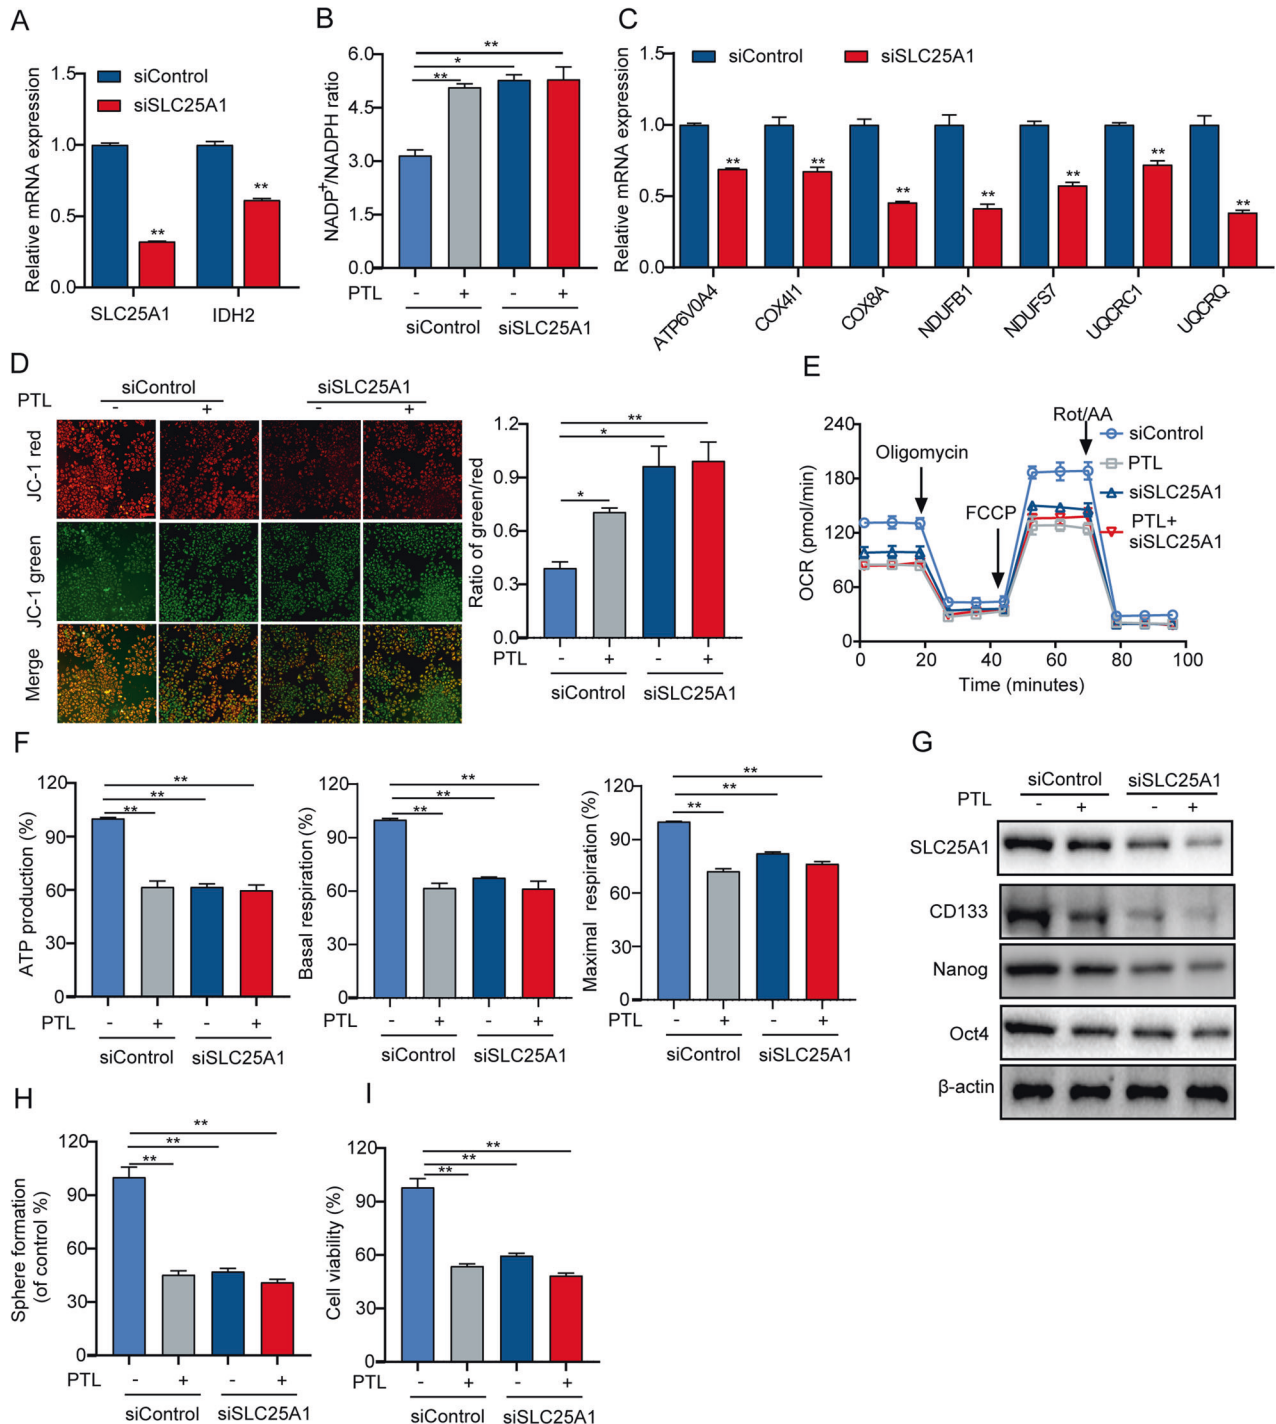 A
siControl
siSLC25A1
Relative mRNA expression
1.5
1.0
0.5
0.0
**
**
SLC25A1
IDH2
B
NADP+/NADPH ratio
6.0
4.5
3.0
1.5
0.0
**
*
**
PTL
-
+
-
+
siControl
siSLC25A1
C
siControl
siSLC25A1
Relative mRNA expression
1.5
1.0
0.5
0.0
**
**
**
**
**
**
**
ATP6V0A4
COX4I1
COX8A
NDUFB1
NDUFS7
UQCRC1
UQCRQ
D
siControl
siSLC25A1
PTL
-
+
-
+
JC-1 red
JC-1 green
Merge
Ratio of green/red
1.2
0.9
0.6
0.3
0.0
**
*
*
PTL
-
+
-
+
siControl
siSLC25A1
E
OCR (pmol/min)
240
180
120
60
0
Oligomycin
FCCP
Rot/AA
siControl
PTL
siSLC25A1
PTL+
siSLC25A1
0
20
40
60
80
100
Time (minutes)
F
ATP production (%)
120
90
60
30
0
**
**
**
PTL
-
+
-
+
siControl
siSLC25A1
Basal respiration (%)
120
90
60
30
0
**
**
**
PTL
-
+
-
+
siControl
siSLC25A1
Maximal respiration (%)
120
90
60
30
0
**
**
**
PTL
-
+
-
+
siControl
siSLC25A1
G
siControl
siSLC25A1
PTL
-
+
-
+
SLC25A1
CD133
Nanog
Oct4
β-actin
H
Sphere formation
(of control %)
120
90
60
30
0
**
**
**
PTL
-
+
-
+
siControl
siSLC25A1
I
Cell viability (%)
120
90
60
30
0
**
**
**
PTL
-
+
-
+
siControl
siSLC25A1